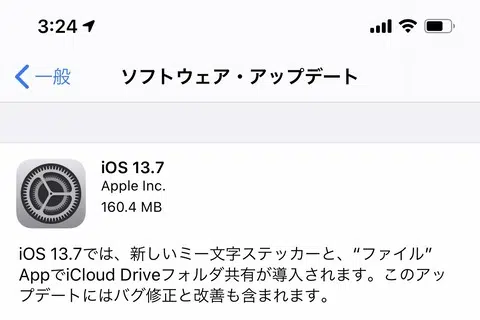 3:24
一般
ソフトウェア・アップデート
iOS 13.7
Apple Inc.
160.4 MB
iOS 13.7では、新しいミー文字ステッカーと、“ファイル”
AppでiCloud Driveフォルダ共有が導入されます。このアッ
プデートにはバグ修正と改善も含まれます。